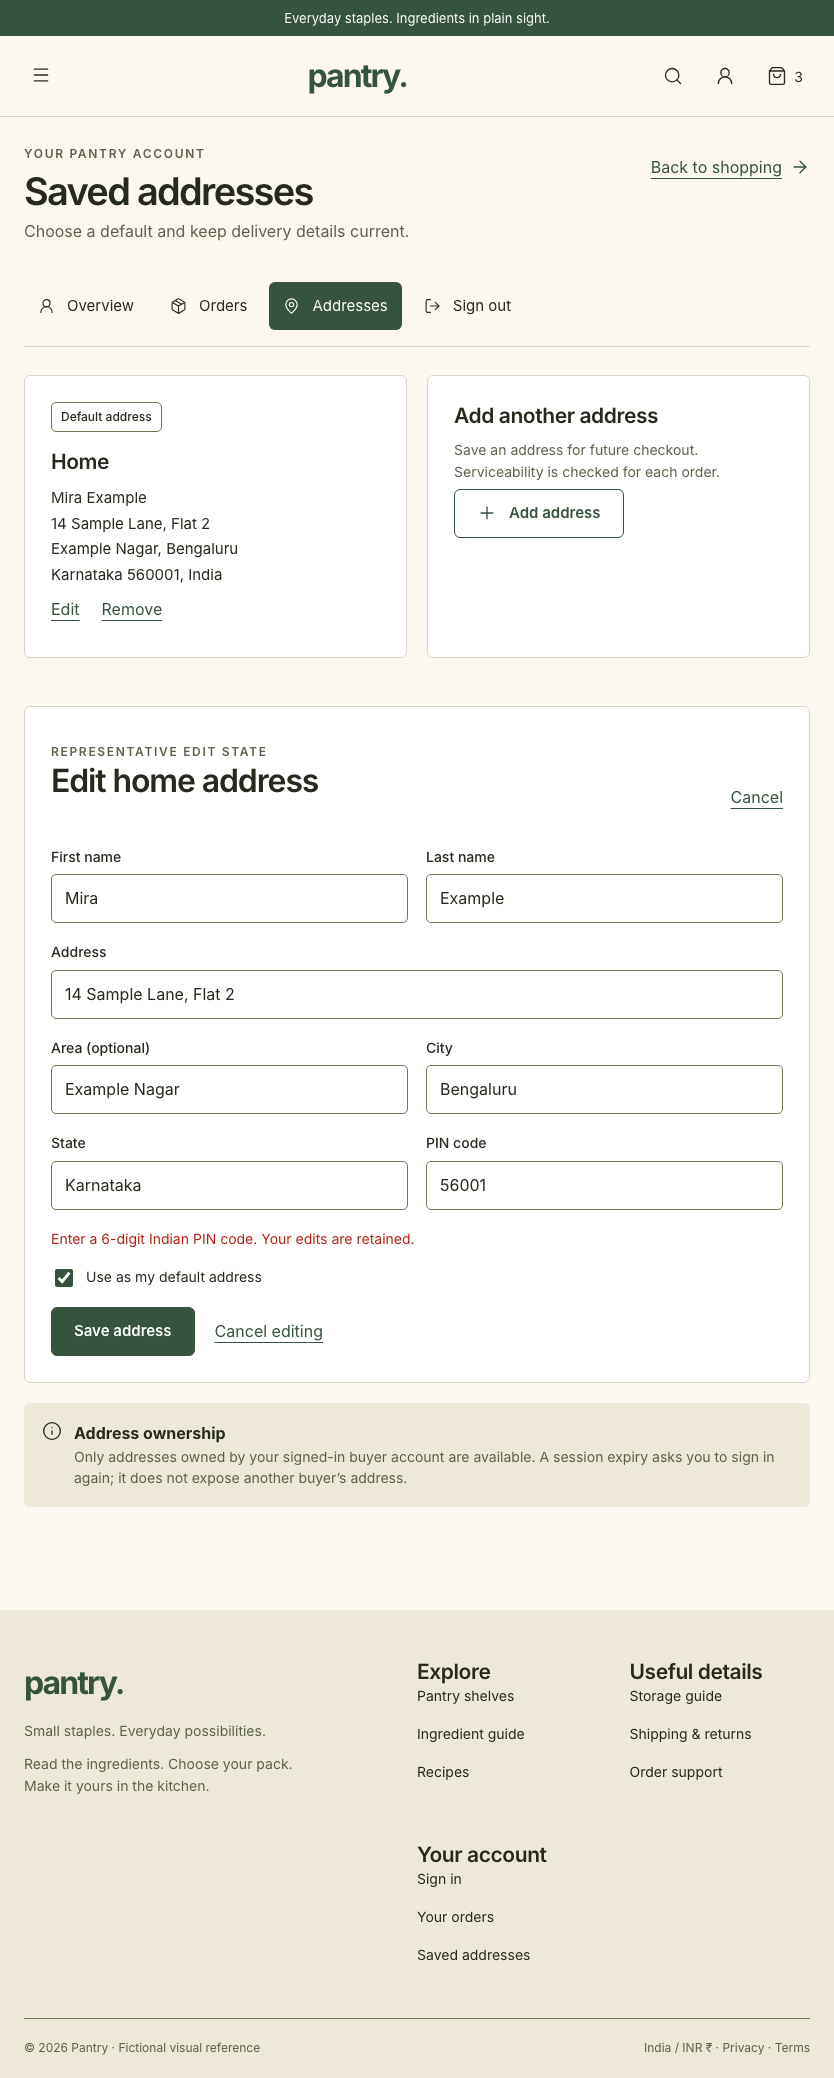 Everyday staples. Ingredients in plain sight.
pantry.
3
YOUR PANTRY ACCOUNT
Saved addresses
Choose a default and keep delivery details current.
Back to shopping
Overview
Orders
Addresses
Sign out
Default address
Home
Mira Example
14 Sample Lane, Flat 2
Example Nagar, Bengaluru
Karnataka 560001, India
Edit
Remove
Add another address
Save an address for future checkout.
Serviceability is checked for each order.
Add address
REPRESENTATIVE EDIT STATE
Edit home address
Cancel
First name
Last name
Mira
Example
Address
14 Sample Lane, Flat 2
Area (optional)
City
Example Nagar
Bengaluru
State
PIN code
Karnataka
56001
Enter a 6-digit Indian PIN code. Your edits are retained.
Use as my default address
Save address
Cancel editing
Address ownership
Only addresses owned by your signed-in buyer account are available. A session expiry asks you to sign in
again; it does not expose another buyer’s address.
pantry.
Small staples. Everyday possibilities.
Read the ingredients. Choose your pack.
Make it yours in the kitchen.
Explore
Pantry shelves
Ingredient guide
Recipes
Useful details
Storage guide
Shipping & returns
Order support
Your account
Sign in
Your orders
Saved addresses
© 2026 Pantry · Fictional visual reference
India / INR ₹ · Privacy · Terms